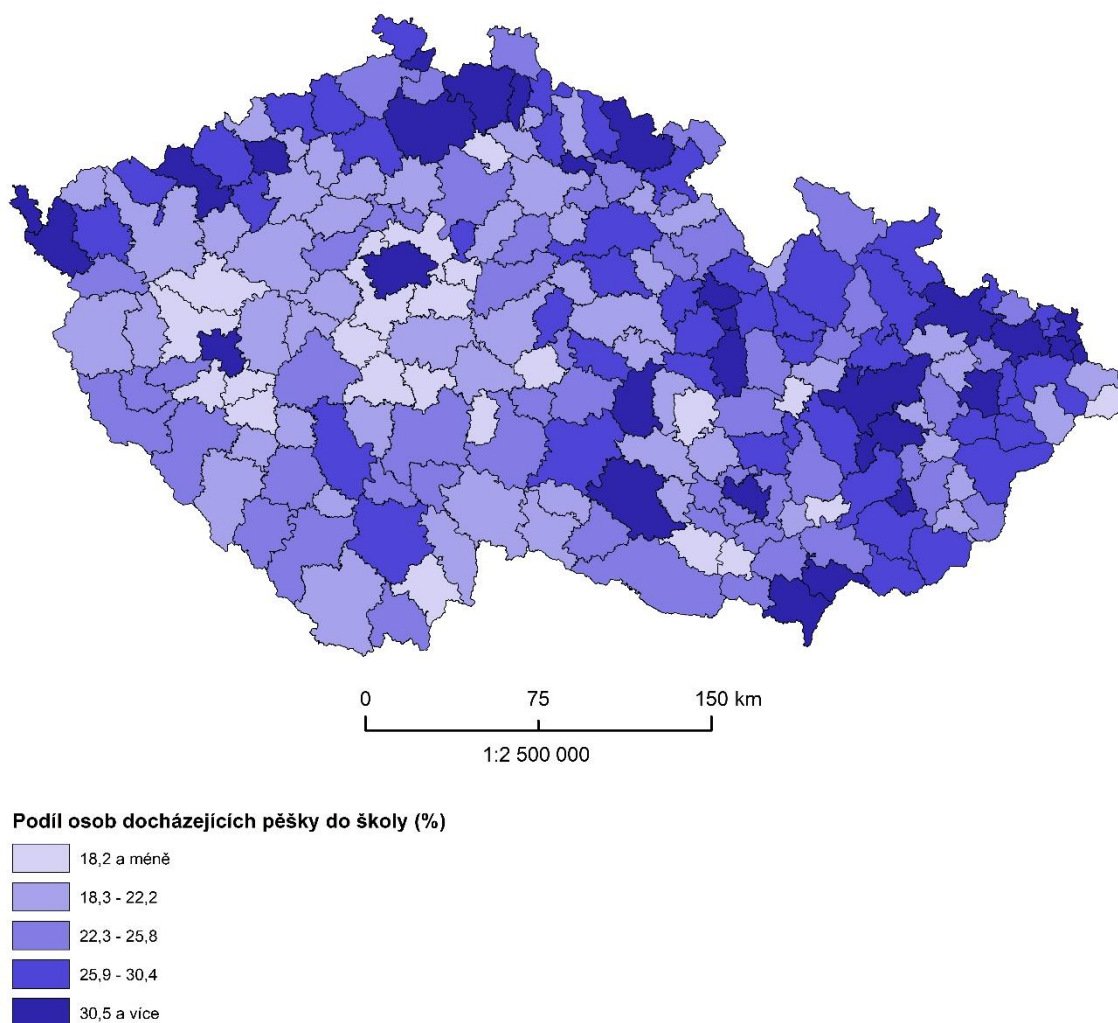 0 75 150 km
1:2 500 000
Podíl osob docházejících pěšky do školy (%)
18,2 a méně
18,3 - 22,2
22,3 - 25,8
25,9 - 30,4
30,5 a více